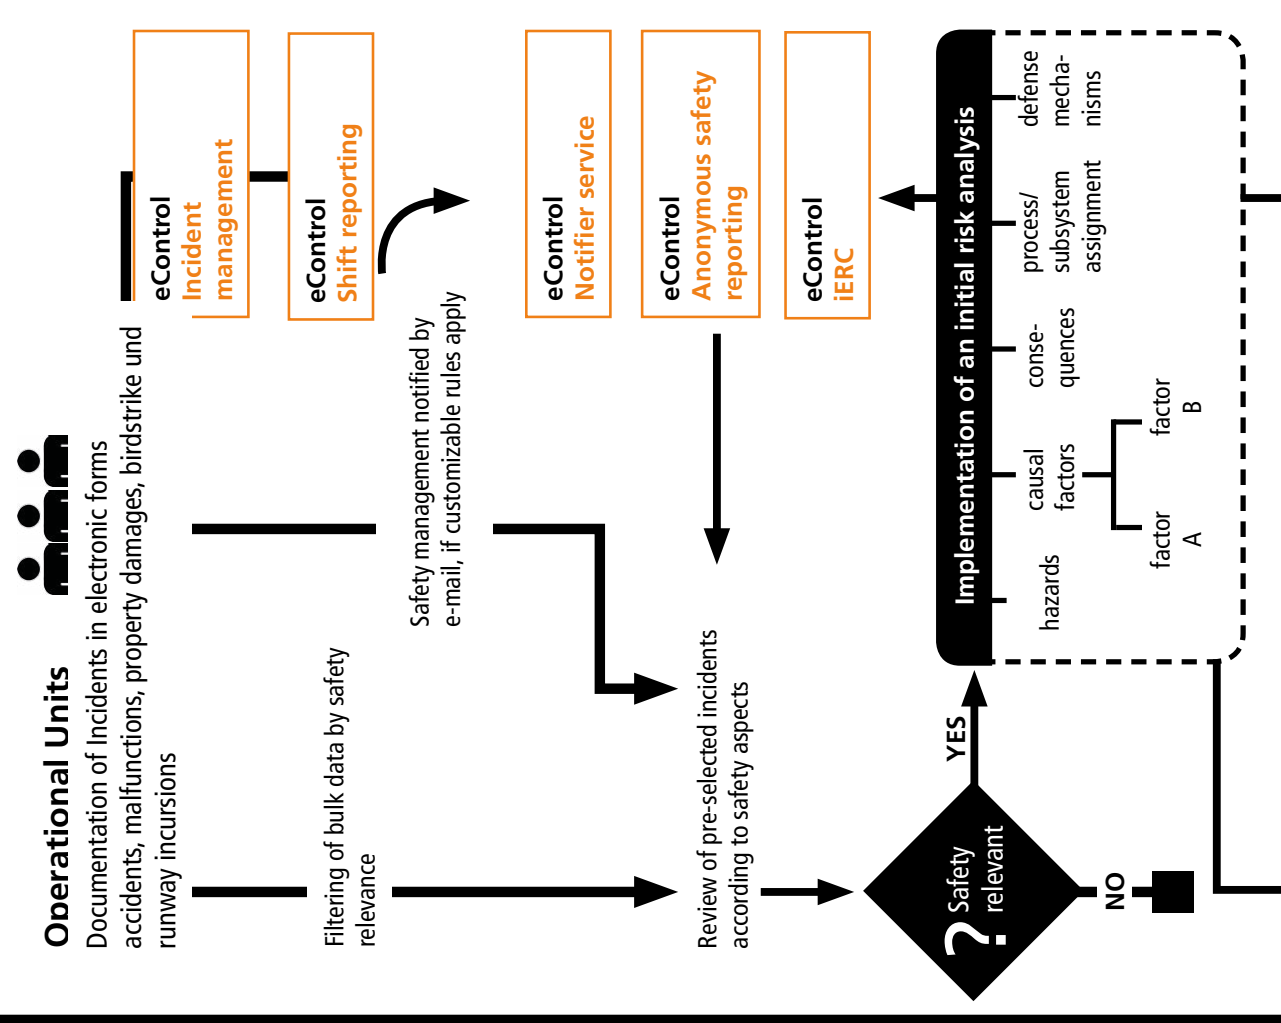 Operational Units
Documentation of Incidents in electronic forms
accidents, malfunctions, property damages, birdstrike und
runway incursions
eControl
Incident
management
eControl
Shift reporting
Filtering of bulk data by safety
relevance
Safety management notified by
e-mail, if customizable rules apply
eControl
Notifier service
eControl
Anonymous safety
reporting
Review of pre-selected incidents
according to safety aspects
eControl
iERC
?
Safety
relevant
YES
NO
Implementation of an initial risk analysis
hazards
causal
factors
conse-
quences
process/
subsystem
assignment
defense
mecha-
nisms
factor
A
factor
B